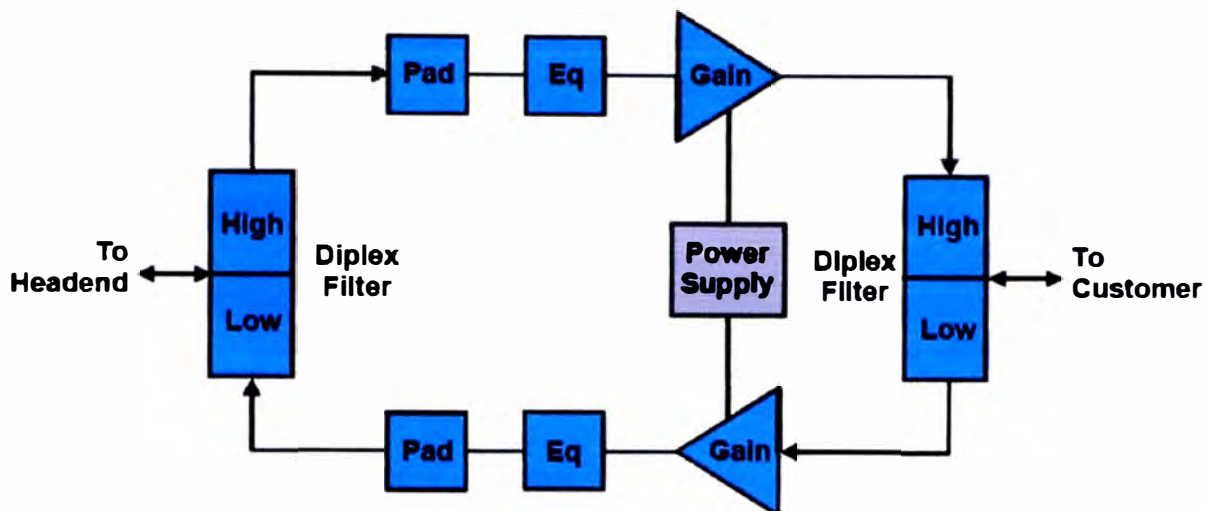 Pad
Eq
Gain
High
Low
To
Headend
Diplex
Filter
Power
Supply
Diplex
Filter
High
Low
To
Customer
Pad
Eq
Gain